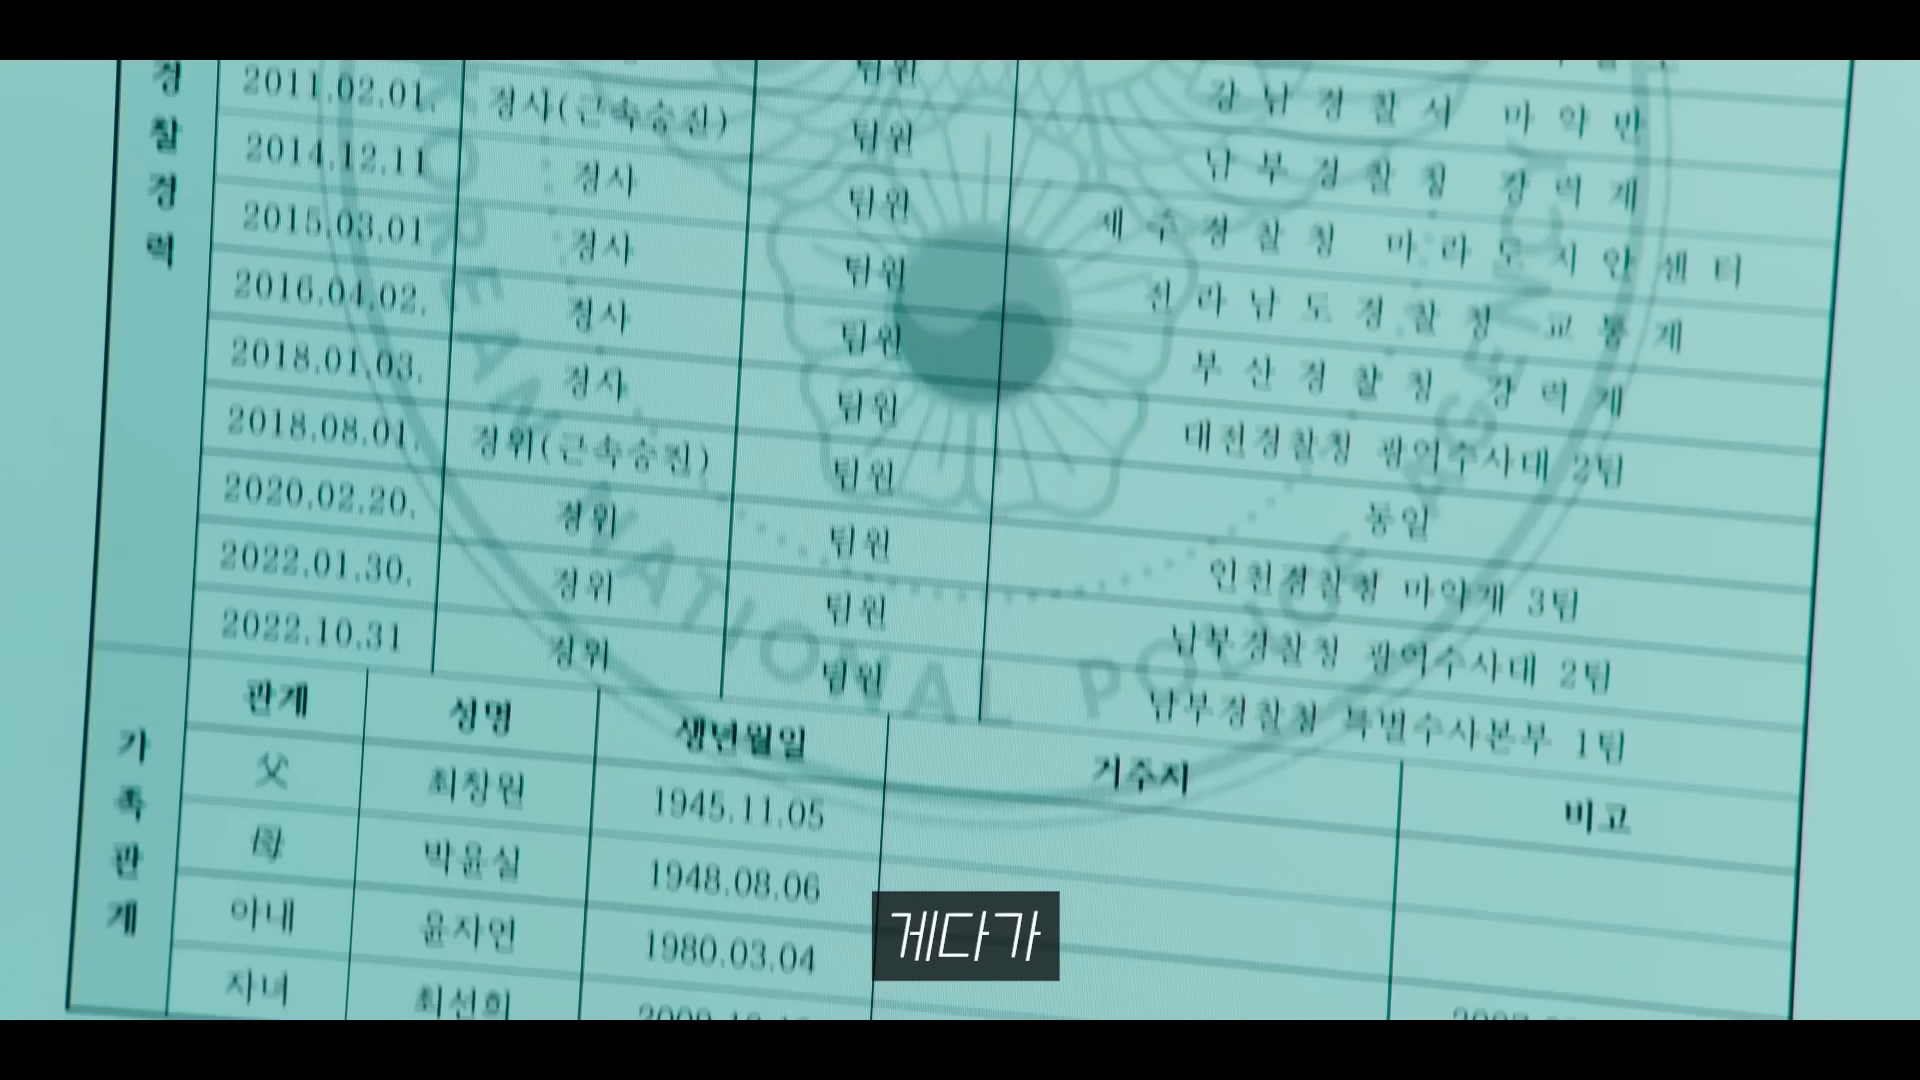 팀원 강 남 경 찰 서 마 약 반
2011.02.01. 경사(근속승진) 팀원 남 부 경 찰 청 강 력 계
2014.12.11 경사 팀원 제 주 경 찰 청 마 라 도 치 안 센 터
2015.03.01 경사 팀원 전 라 남 도 경 찰 청 교 통 계
2016.04.02. 경사 팀원 부 산 경 찰 청 강 력 계
2018.01.03. 경사 팀원 대전경찰청 광역수사대 2팀
2018.08.01. 경위(근속승진) 팀원 동일
2020.02.20. 경위 팀원 인천경찰청 마약계 3팀
2022.01.30. 경위 팀원 남부경찰청 광역수사대 2팀
2022.10.31 경위 팀원 남부경찰청 특별수사본부 1팀
경찰경력
가족관계
관계 성명 생년월일 거주지 비고
父 최창원 1945.11.05
母 박윤실 1948.08.06
아내 윤자연 1980.03.04
자녀 최선희
KOREAN NATIONAL POLICE AGENCY
게다가